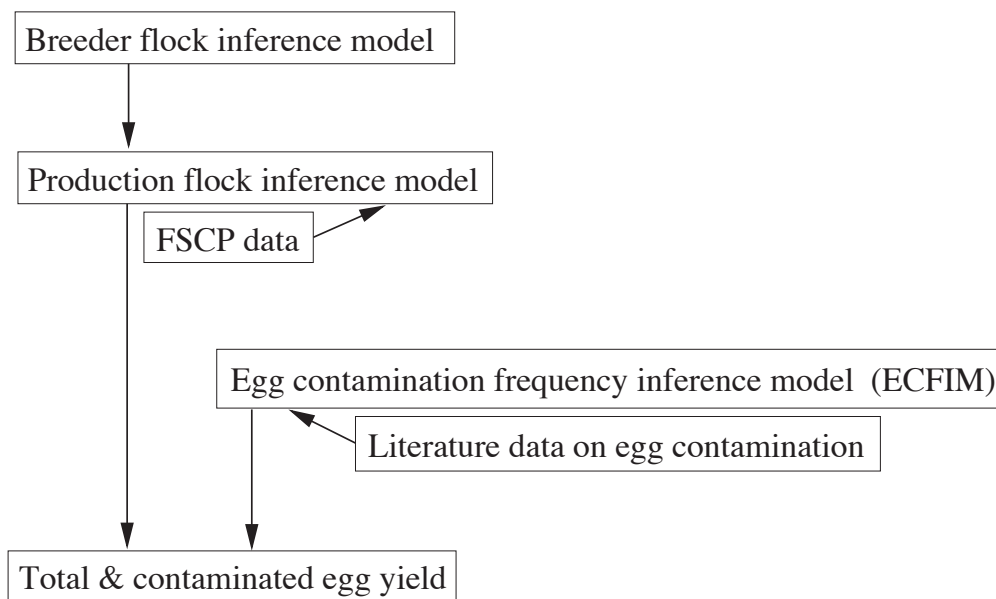 Breeder flock inference model
Production flock inference model
FSCP data
Egg contamination frequency inference model (ECFIM)
Literature data on egg contamination
Total & contaminated egg yield